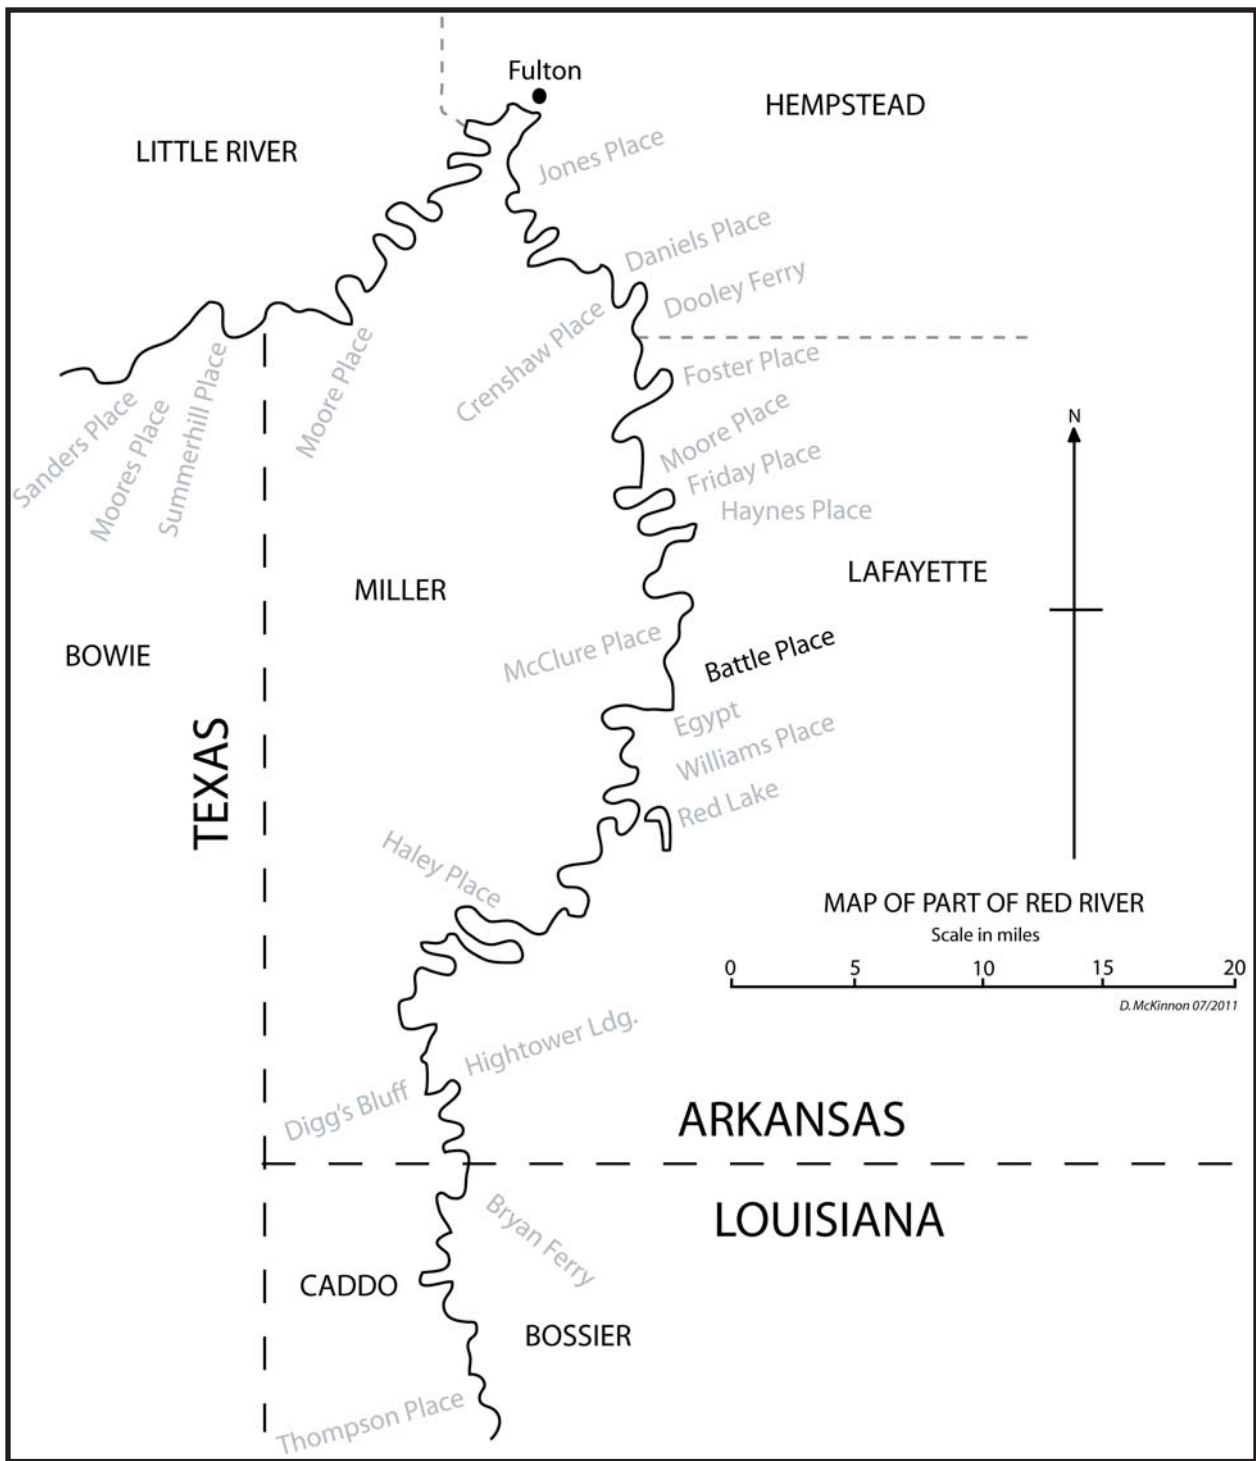 Fulton
HEMPSTEAD
LITTLE RIVER
Jones Place
Daniels Place
Dooley Ferry
Crenshaw Place
Foster Place
Moore Place
Sanders Place
Moores Place
Summerhill Place
Moore Place
Friday Place
Haynes Place
N
MILLER
LAFAYETTE
BOWIE
McClure Place
Battle Place
Egypt
Williams Place
Red Lake
TEXAS
Haley Place
MAP OF PART OF RED RIVER
Scale in miles
0 5 10 15 20
D. McKinnon 07/2011
Hightower Ldg.
Digg's Bluff
ARKANSAS
LOUISIANA
Bryan Ferry
CADDO
BOSSIER
Thompson Place